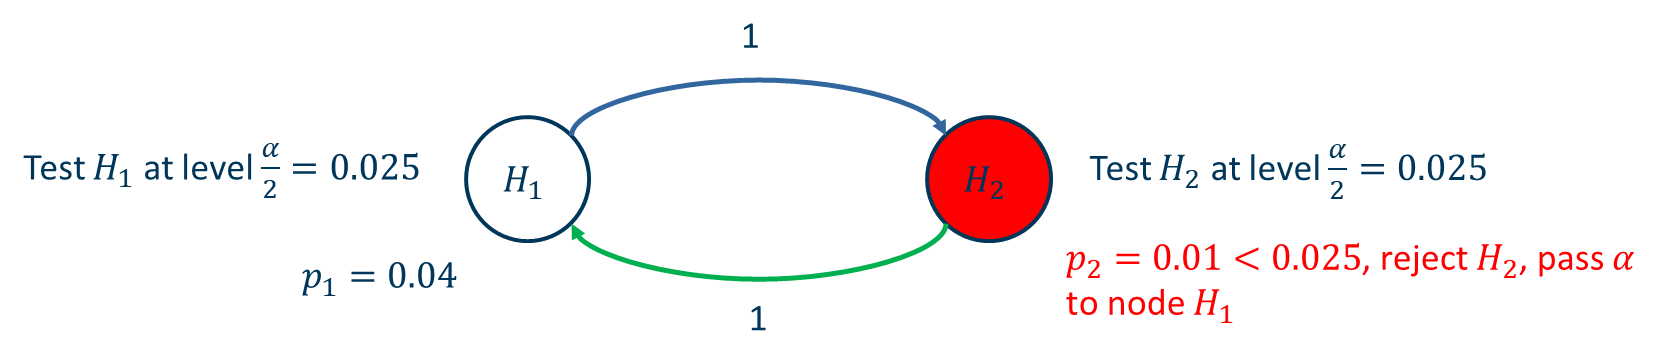 1
Test H₁ at level α/2 = 0.025
H₁
H₂
Test H₂ at level α/2 = 0.025
p₁ = 0.04
p₂ = 0.01 < 0.025, reject H₂, pass α
to node H₁
1